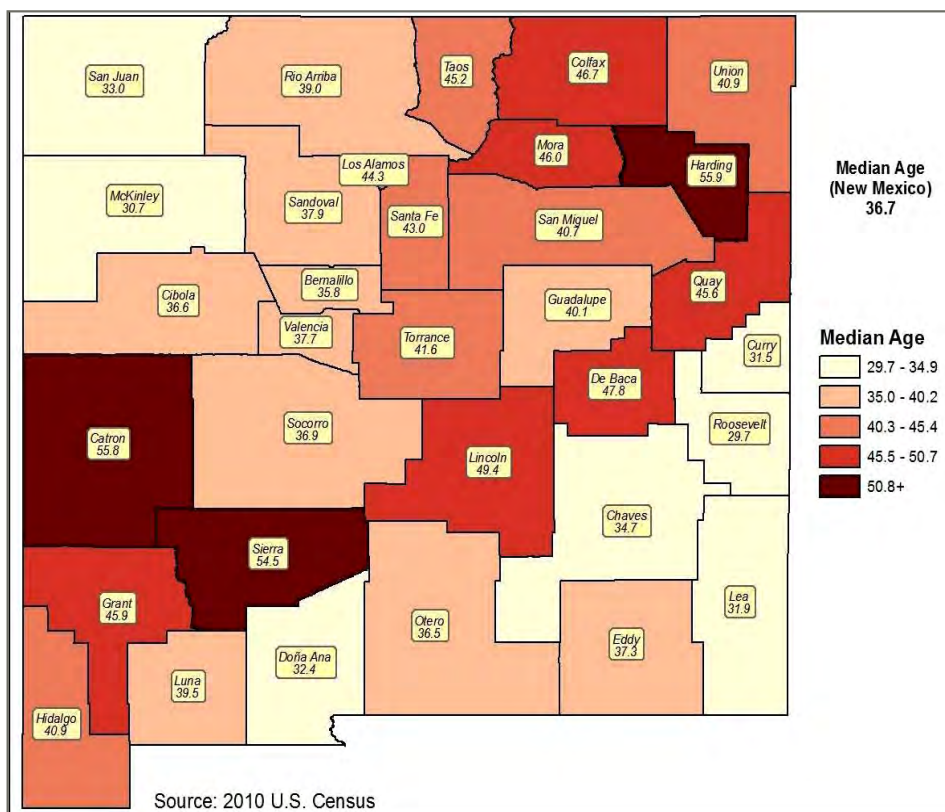 San Juan
33.0
Rio Arriba
39.0
Taos
45.2
Colfax
46.7
Union
40.9
Mora
46.0
Harding
55.9
Los Alamos
44.3
McKinley
30.7
Sandoval
37.9
Santa Fe
43.0
San Miguel
40.7
Bernalillo
35.8
Cibola
36.6
Guadalupe
40.1
Quay
45.6
Valencia
37.7
Torrance
41.6
Curry
31.5
De Baca
47.8
Catron
55.8
Socorro
36.9
Roosevelt
29.7
Lincoln
49.4
Chaves
34.7
Sierra
54.5
Grant
45.9
Otero
36.5
Lea
31.9
Doña Ana
32.4
Eddy
37.3
Luna
39.5
Hidalgo
40.9
Median Age
(New Mexico)
36.7
Median Age
29.7 - 34.9
35.0 - 40.2
40.3 - 45.4
45.5 - 50.7
50.8+
Source: 2010 U.S. Census